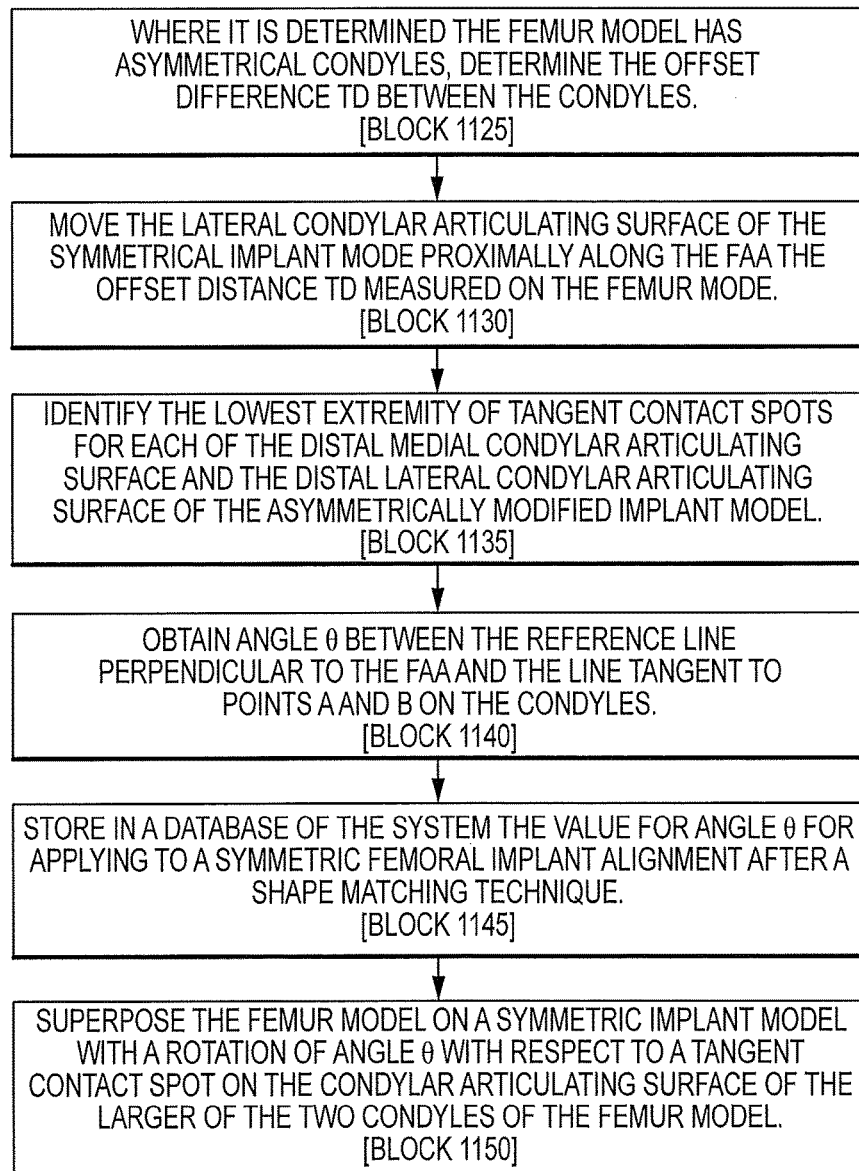 WHERE IT IS DETERMINED THE FEMUR MODEL HAS
ASYMMETRICAL CONDYLES, DETERMINE THE OFFSET
DIFFERENCE TD BETWEEN THE CONDYLES.
[BLOCK 1125]
MOVE THE LATERAL CONDYLAR ARTICULATING SURFACE OF THE
SYMMETRICAL IMPLANT MODE PROXIMALLY ALONG THE FAA THE
OFFSET DISTANCE TD MEASURED ON THE FEMUR MODE.
[BLOCK 1130]
IDENTIFY THE LOWEST EXTREMITY OF TANGENT CONTACT SPOTS
FOR EACH OF THE DISTAL MEDIAL CONDYLAR ARTICULATING
SURFACE AND THE DISTAL LATERAL CONDYLAR ARTICULATING
SURFACE OF THE ASYMMETRICALLY MODIFIED IMPLANT MODEL.
[BLOCK 1135]
OBTAIN ANGLE θ BETWEEN THE REFERENCE LINE
PERPENDICULAR TO THE FAA AND THE LINE TANGENT TO
POINTS A AND B ON THE CONDYLES.
[BLOCK 1140]
STORE IN A DATABASE OF THE SYSTEM THE VALUE FOR ANGLE θ FOR
APPLYING TO A SYMMETRIC FEMORAL IMPLANT ALIGNMENT AFTER A
SHAPE MATCHING TECHNIQUE.
[BLOCK 1145]
SUPERPOSE THE FEMUR MODEL ON A SYMMETRIC IMPLANT MODEL
WITH A ROTATION OF ANGLE θ WITH RESPECT TO A TANGENT
CONTACT SPOT ON THE CONDYLAR ARTICULATING SURFACE OF THE
LARGER OF THE TWO CONDYLES OF THE FEMUR MODEL.
[BLOCK 1150]